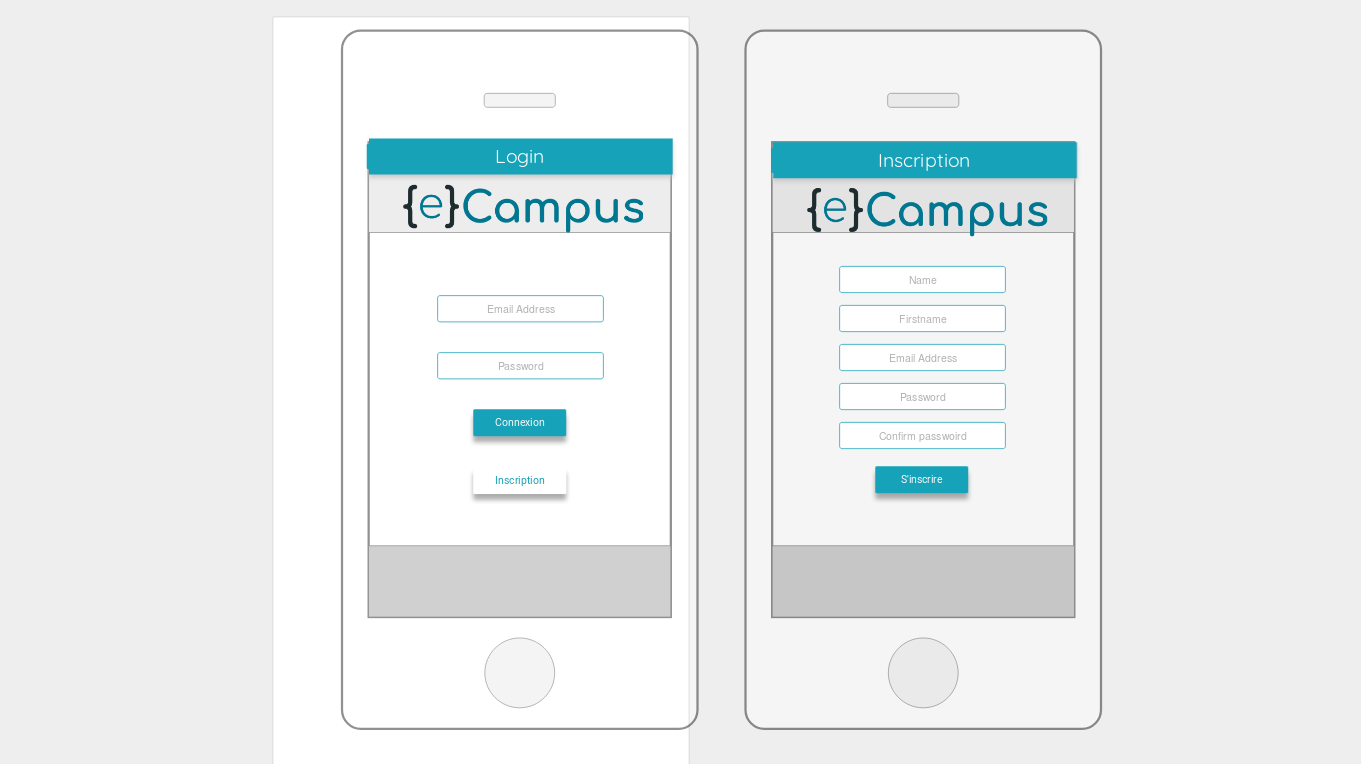 Login
{e}Campus
Email Address
Password
Connexion
Inscription
Inscription
{e}Campus
Name
Firstname
Email Address
Password
Confirm passwoird
S'inscrire